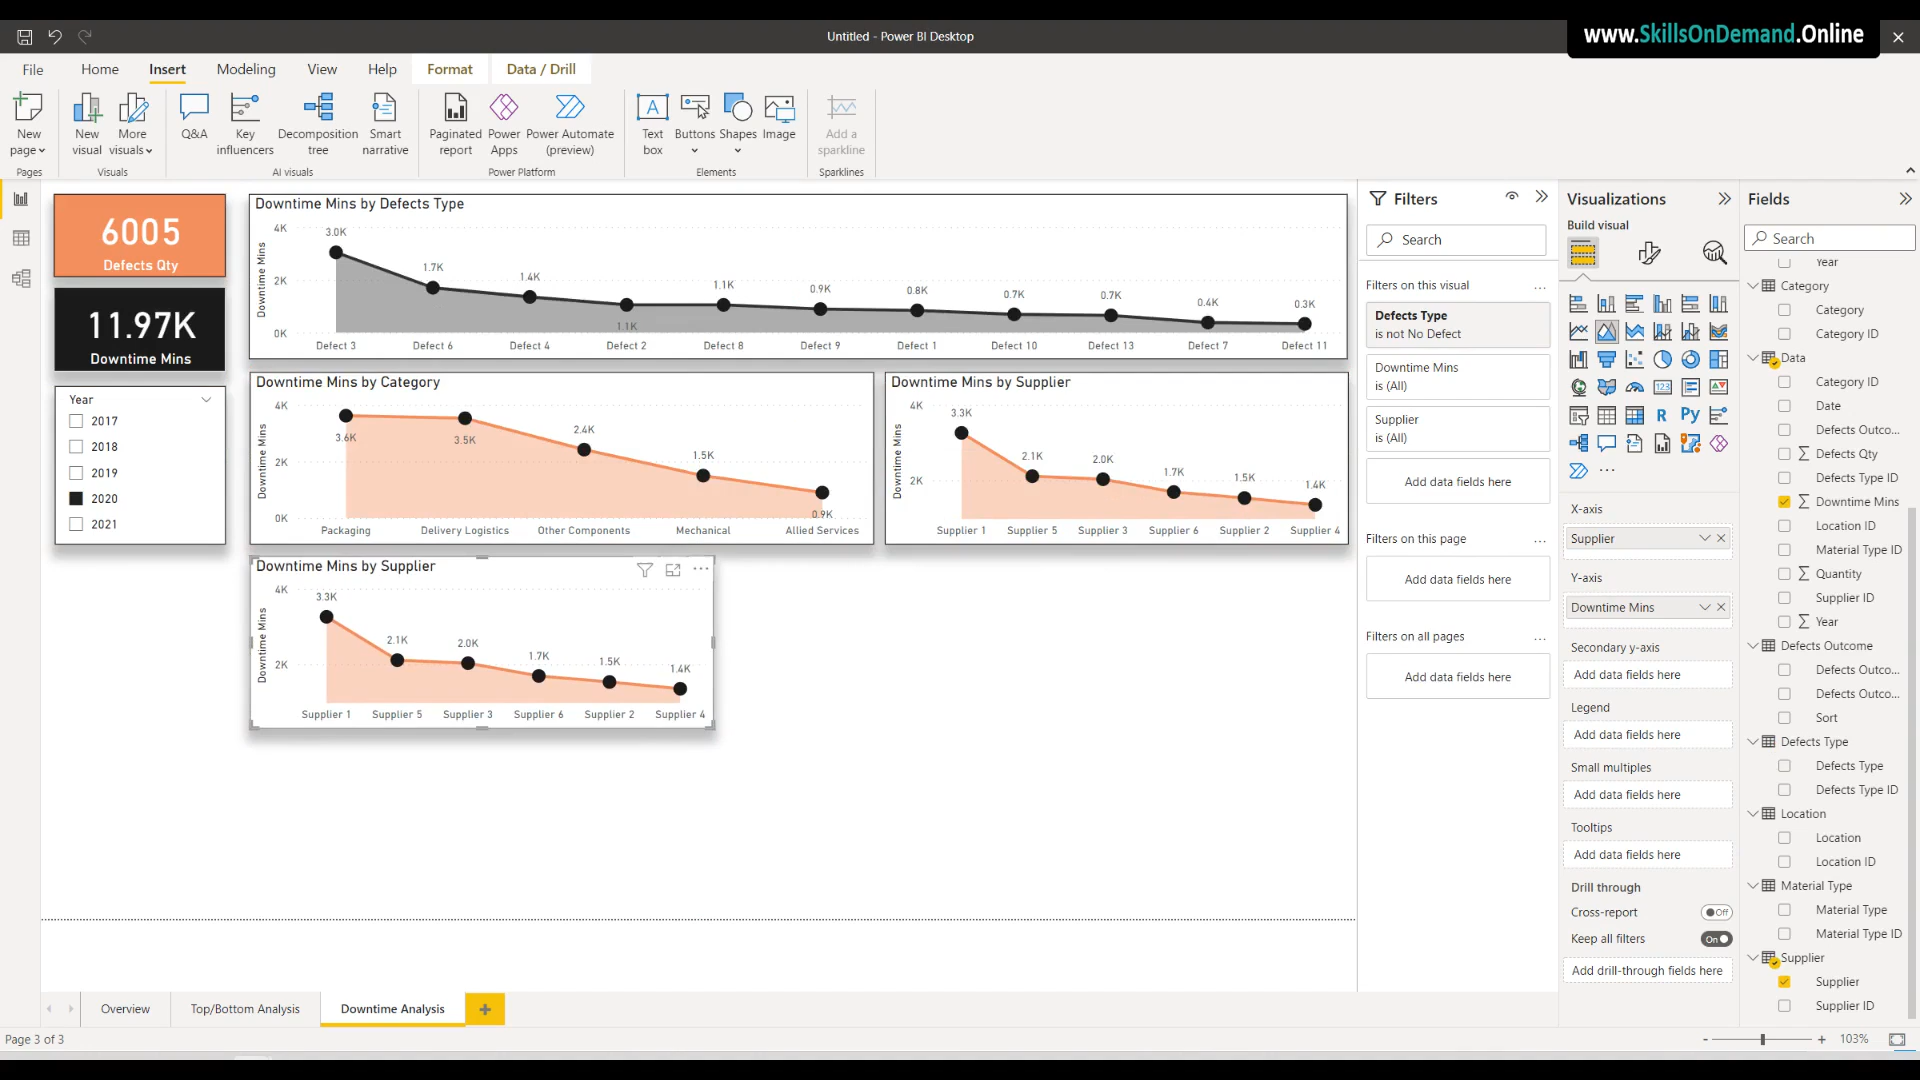 Untitled - Power BI Desktop
www.SkillsOnDemand.Online
File Home Insert Modeling View Help Format Data / Drill
New page
New visual
More visuals
Q&A
Key influencers
Decomposition tree
Smart narrative
Paginated report
Power Apps
Power Automate (preview)
Text box
Buttons
Shapes
Image
Add a sparkline
Pages Visuals AI visuals Power Platform Elements Sparklines
6005
Defects Qty
11.97K
Downtime Mins
Year
2017
2018
2019
2020
2021
Downtime Mins by Defects Type
Downtime Mins
4K
2K
0K
3.0K 1.7K 1.4K 1.1K 1.1K 0.9K 0.8K 0.7K 0.7K 0.4K 0.3K
Defect 3 Defect 6 Defect 4 Defect 2 Defect 8 Defect 9 Defect 1 Defect 10 Defect 13 Defect 7 Defect 11
Downtime Mins by Category
Downtime Mins
4K
2K
0K
3.6K 3.5K 2.4K 1.5K 0.9K
Packaging Delivery Logistics Other Components Mechanical Allied Services
Downtime Mins by Supplier
Downtime Mins
4K
2K
3.3K 2.1K 2.0K 1.7K 1.5K 1.4K
Supplier 1 Supplier 5 Supplier 3 Supplier 6 Supplier 2 Supplier 4
Downtime Mins by Supplier
Downtime Mins
4K
2K
3.3K 2.1K 2.0K 1.7K 1.5K 1.4K
Supplier 1 Supplier 5 Supplier 3 Supplier 6 Supplier 2 Supplier 4
Filters
Search
Filters on this visual ...
Defects Type
is not No Defect
Downtime Mins
is (All)
Supplier
is (All)
Add data fields here
Filters on this page ...
Add data fields here
Filters on all pages ...
Add data fields here
Visualizations
Build visual
123
R Py
...
X-axis
Supplier
Y-axis
Downtime Mins
Secondary y-axis
Add data fields here
Legend
Add data fields here
Small multiples
Add data fields here
Tooltips
Add data fields here
Drill through
Cross-report Off
Keep all filters On
Add drill-through fields here
Fields
Search
Year
Category
Category
Category ID
Data
Category ID
Date
Defects Outco...
Σ Defects Qty
Defects Type ID
Σ Downtime Mins
Location ID
Material Type ID
Σ Quantity
Supplier ID
Σ Year
Defects Outcome
Defects Outco...
Defects Outco...
Sort
Defects Type
Defects Type
Defects Type ID
Location
Location
Location ID
Material Type
Material Type
Material Type ID
Supplier
Supplier
Supplier ID
Overview Top/Bottom Analysis Downtime Analysis +
Page 3 of 3
- + 103%